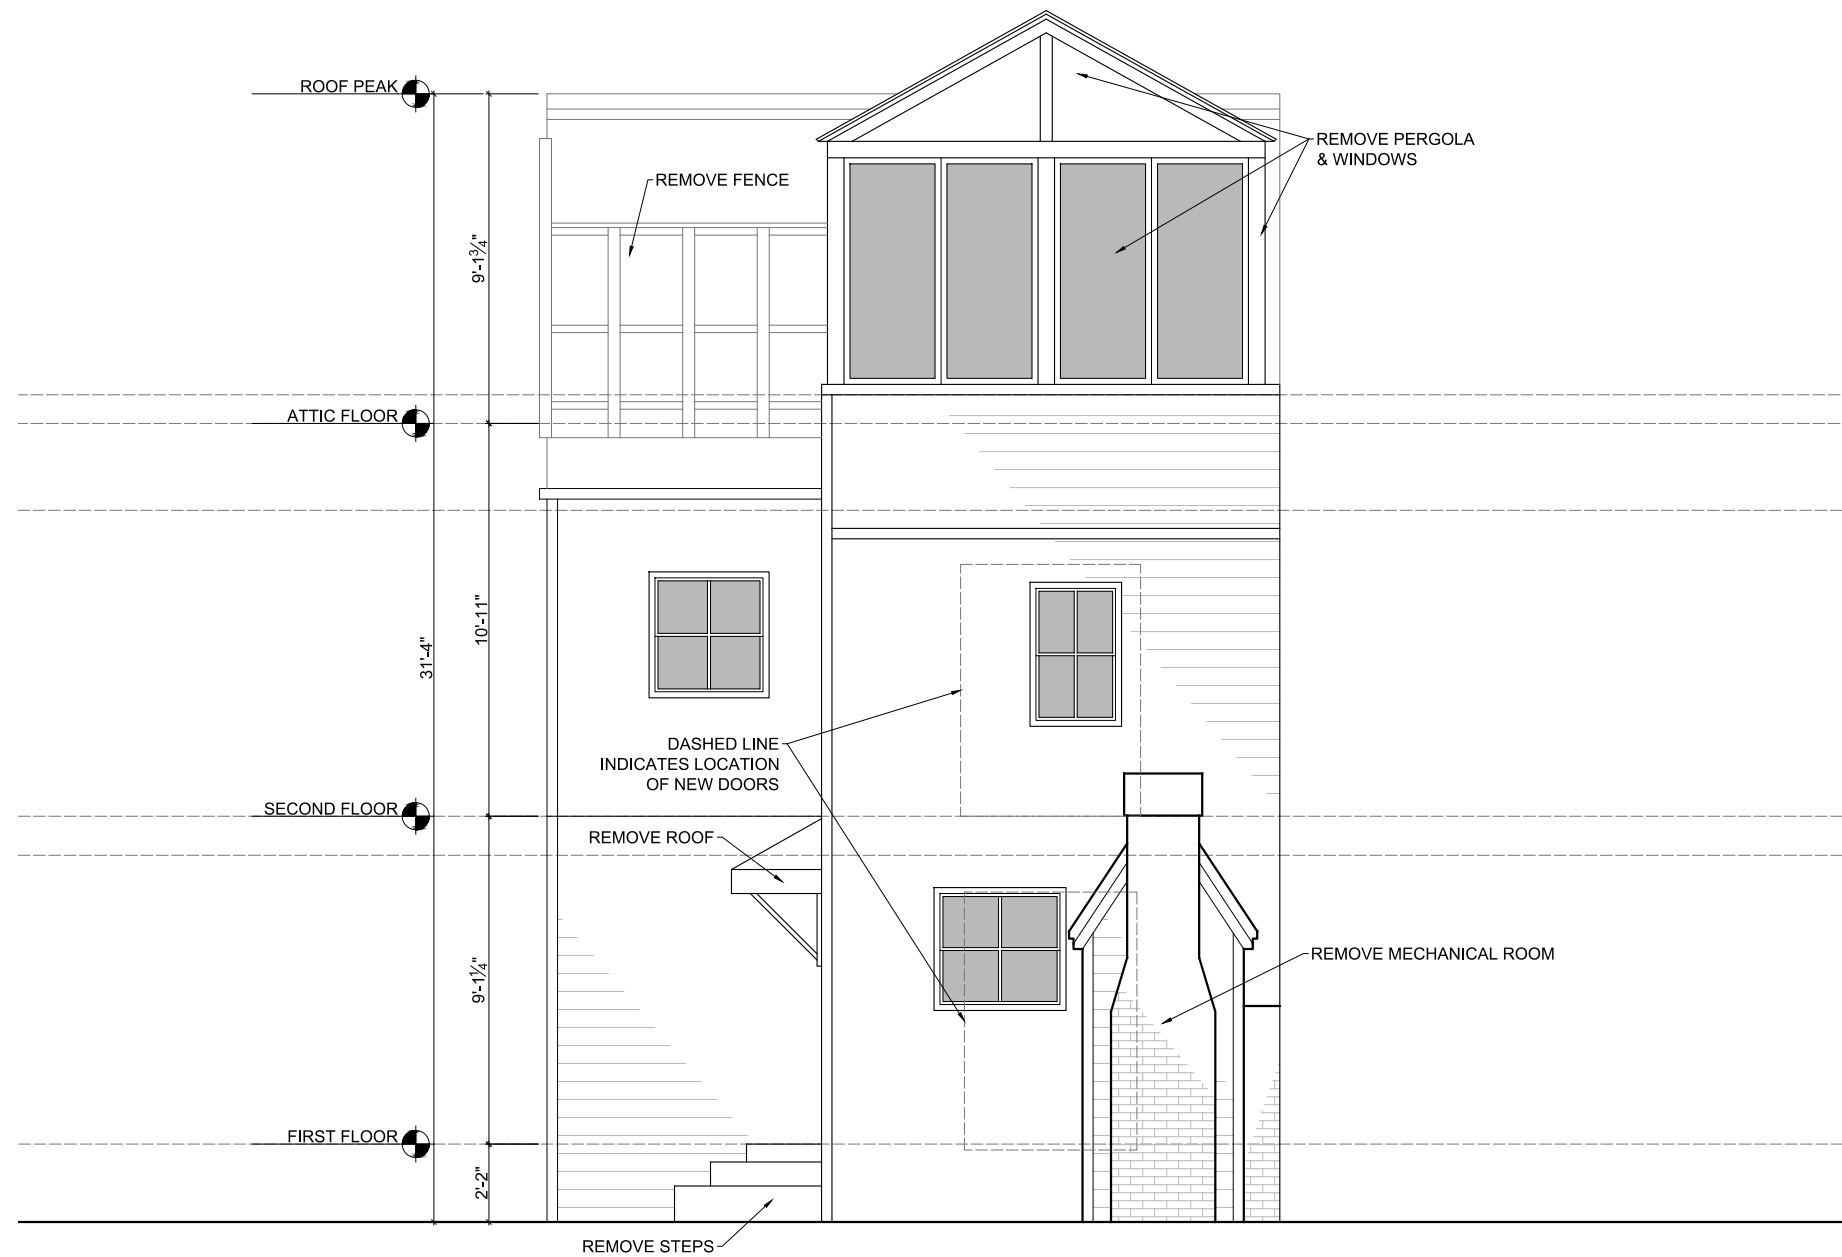 ROOF PEAK
REMOVE PERGOLA
& WINDOWS
REMOVE FENCE
9'-1¾"
ATTIC FLOOR
10'-11"
31'-4"
DASHED LINE
INDICATES LOCATION
OF NEW DOORS
SECOND FLOOR
REMOVE ROOF
REMOVE MECHANICAL ROOM
9'-1¼"
FIRST FLOOR
2'-2"
REMOVE STEPS